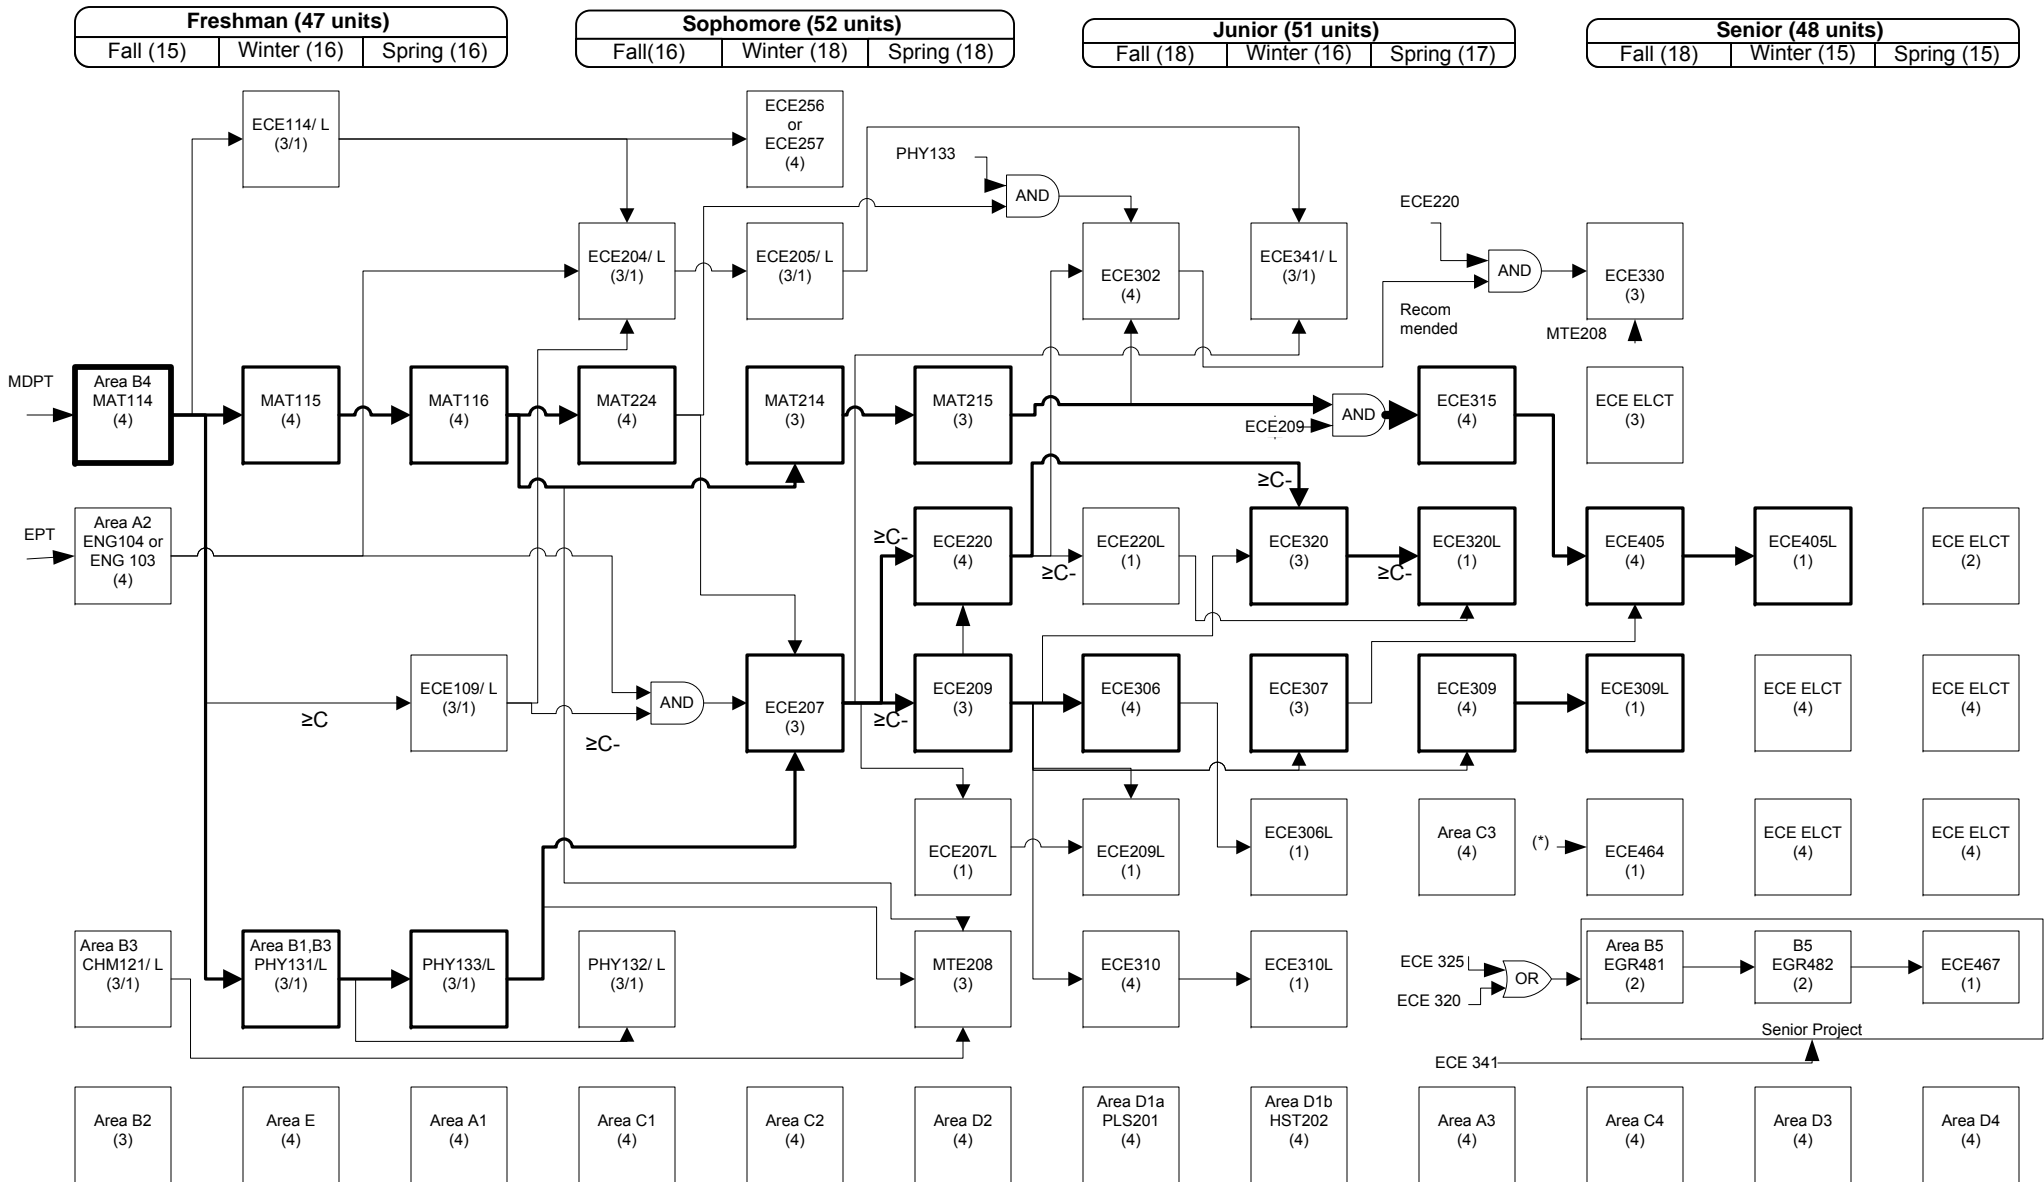 Freshman (47 units)
Fall (15)
Winter (16)
Spring (16)
Sophomore (52 units)
Fall(16)
Winter (18)
Spring (18)
Junior (51 units)
Fall (18)
Winter (16)
Spring (17)
Senior (48 units)
Fall (18)
Winter (15)
Spring (15)
ECE114/ L
(3/1)
ECE256
or
ECE257
(4)
PHY133
AND
ECE204/ L
(3/1)
ECE205/ L
(3/1)
ECE302
(4)
ECE341/ L
(3/1)
ECE220
AND
Recom
mended
ECE330
(3)
MTE208
MDPT
Area B4
MAT114
(4)
MAT115
(4)
MAT116
(4)
MAT224
(4)
MAT214
(3)
MAT215
(3)
ECE209
AND
ECE315
(4)
ECE ELCT
(3)
EPT
Area A2
ENG104 or
ENG 103
(4)
≥C-
ECE220
(4)
≥C-
ECE220L
(1)
≥C-
ECE320
(3)
≥C-
ECE320L
(1)
ECE405
(4)
ECE405L
(1)
ECE ELCT
(2)
≥C
ECE109/ L
(3/1)
≥C-
AND
ECE207
(3)
≥C-
ECE209
(3)
ECE306
(4)
ECE307
(3)
ECE309
(4)
ECE309L
(1)
ECE ELCT
(4)
ECE ELCT
(4)
ECE207L
(1)
ECE209L
(1)
ECE306L
(1)
Area C3
(4)
(*)
ECE464
(1)
ECE ELCT
(4)
ECE ELCT
(4)
Area B3
CHM121/ L
(3/1)
Area B1,B3
PHY131/L
(3/1)
PHY133/L
(3/1)
PHY132/ L
(3/1)
MTE208
(3)
ECE310
(4)
ECE310L
(1)
ECE 325
ECE 320
OR
Area B5
EGR481
(2)
B5
EGR482
(2)
ECE467
(1)
Senior Project
ECE 341
Area B2
(3)
Area E
(4)
Area A1
(4)
Area C1
(4)
Area C2
(4)
Area D2
(4)
Area D1a
PLS201
(4)
Area D1b
HST202
(4)
Area A3
(4)
Area C4
(4)
Area D3
(4)
Area D4
(4)